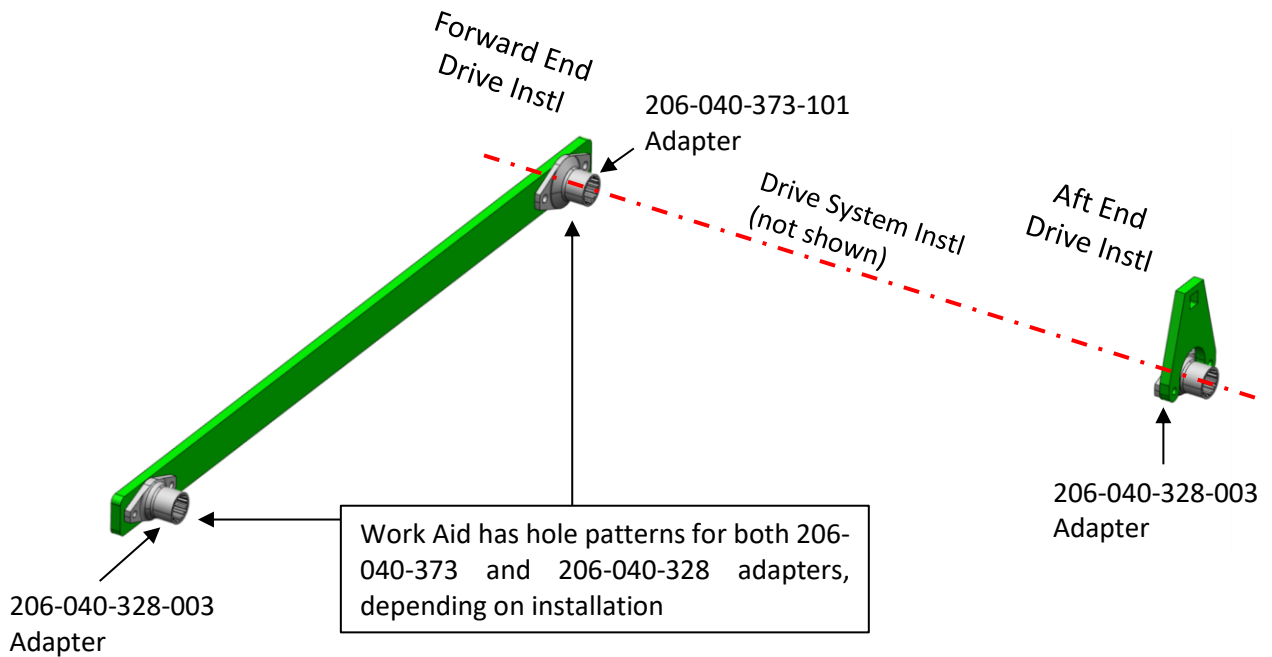 Forward End
Drive Instl
206-040-373-101
Adapter
Drive System Instl
(not shown)
Aft End
Drive Instl
206-040-328-003
Adapter
Work Aid has hole patterns for both 206-
040-373 and 206-040-328 adapters,
depending on installation
206-040-328-003
Adapter